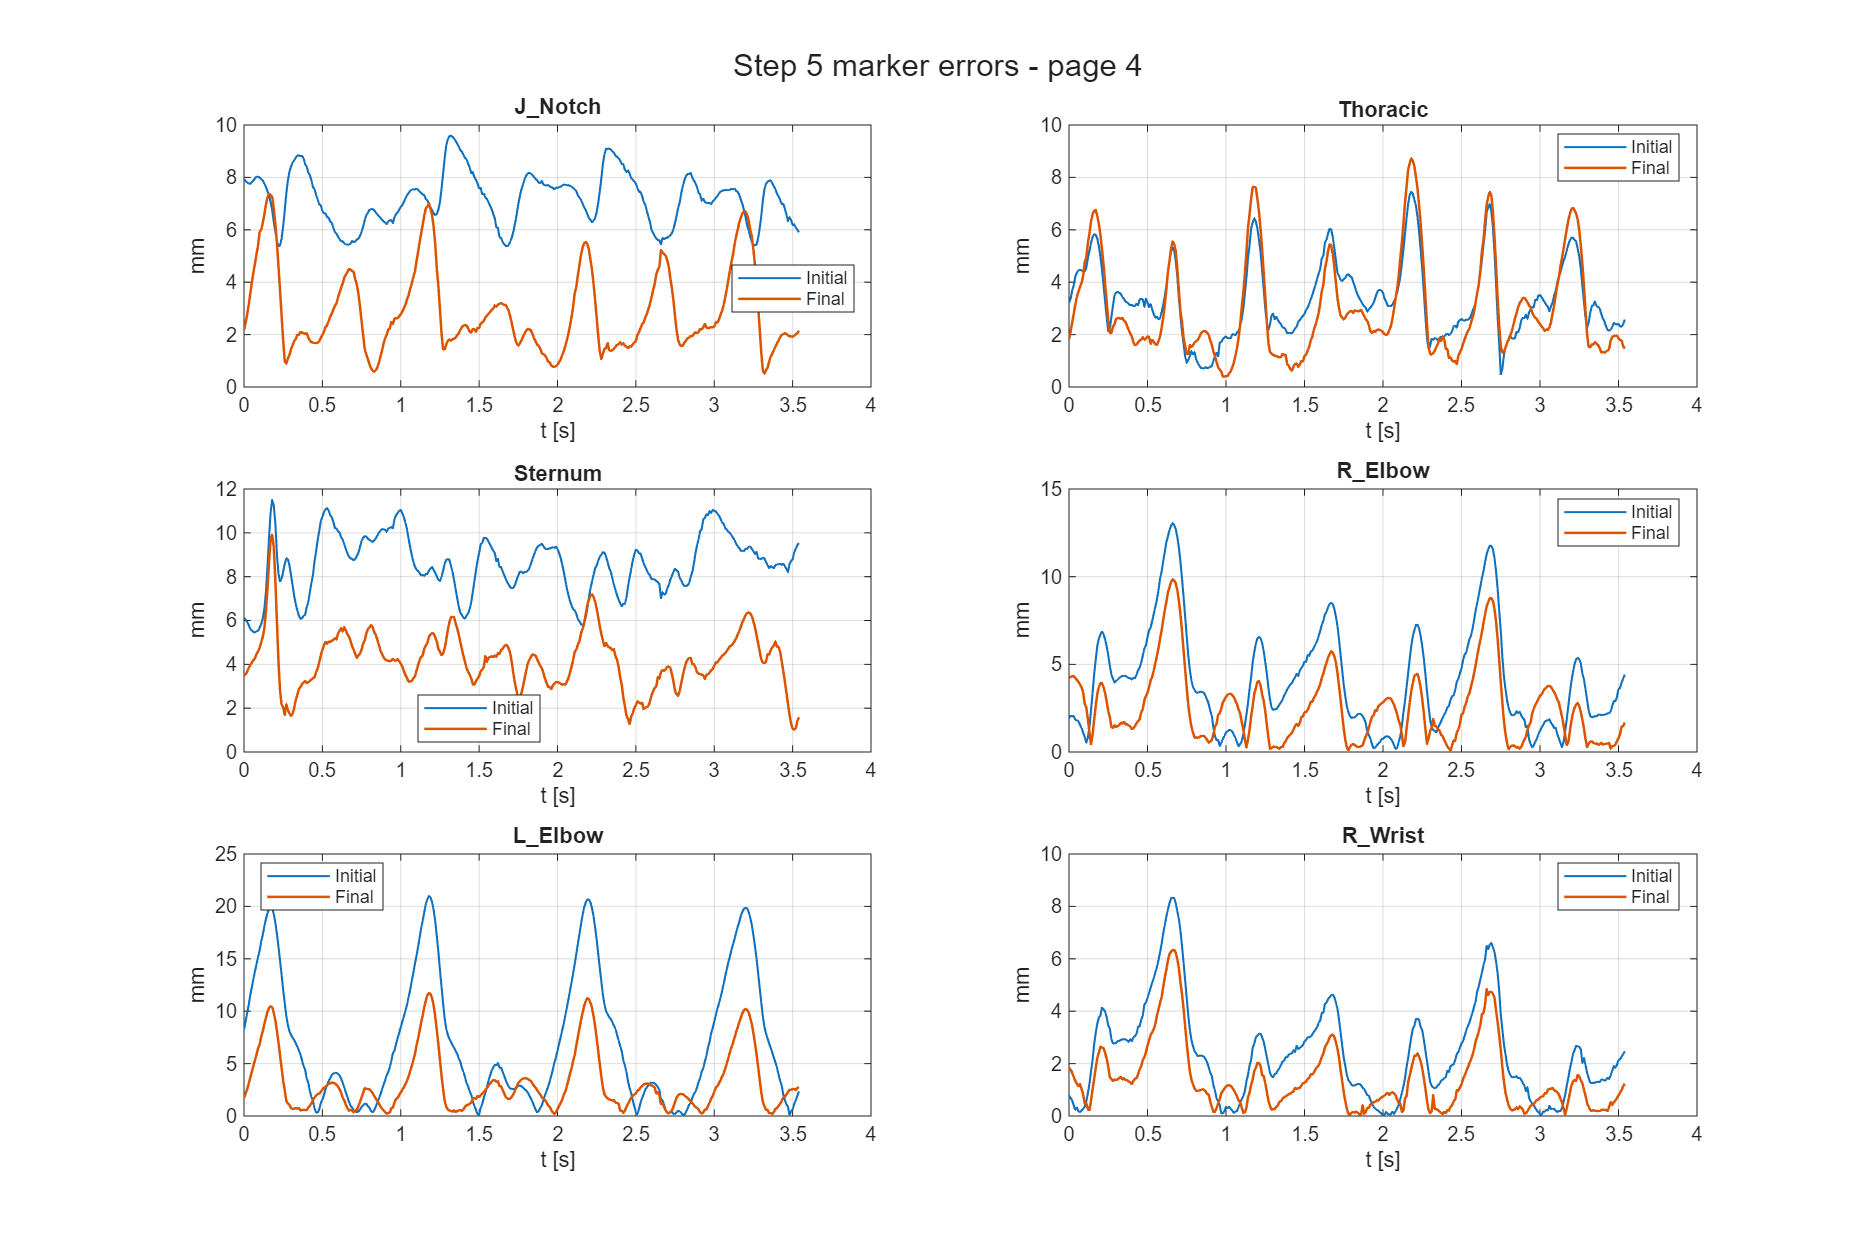 Step 5 marker errors - page 4
J_Notch
10
8
6
4
2
0
mm
0 0.5 1 1.5 2 2.5 3 3.5 4
t [s]
Initial
Final
Thoracic
10
8
6
4
2
0
mm
0 0.5 1 1.5 2 2.5 3 3.5 4
t [s]
Initial
Final
Sternum
12
10
8
6
4
2
0
mm
0 0.5 1 1.5 2 2.5 3 3.5 4
t [s]
Initial
Final
R_Elbow
15
10
5
0
mm
0 0.5 1 1.5 2 2.5 3 3.5 4
t [s]
Initial
Final
L_Elbow
25
20
15
10
5
0
mm
0 0.5 1 1.5 2 2.5 3 3.5 4
t [s]
Initial
Final
R_Wrist
10
8
6
4
2
0
mm
0 0.5 1 1.5 2 2.5 3 3.5 4
t [s]
Initial
Final